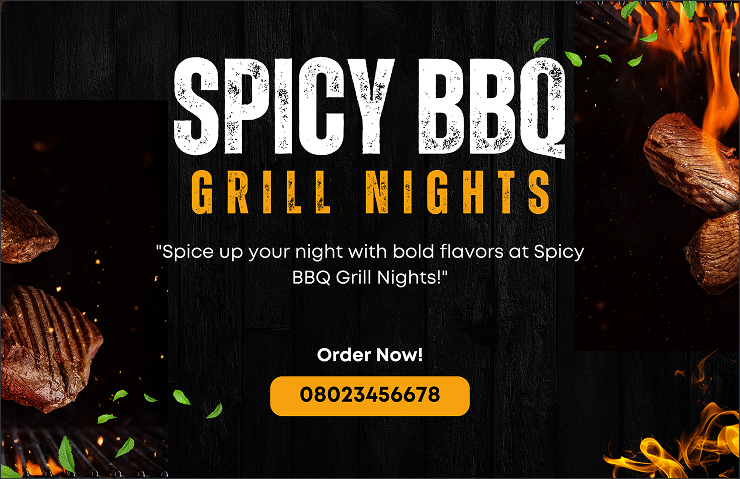 SPICY BBQ
GRILL NIGHTS
"Spice up your night with bold flavors at Spicy
BBQ Grill Nights!"
Order Now!
08023456678